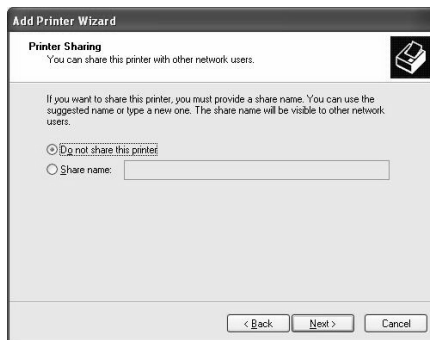 Add Printer Wizard
Printer Sharing
You can share this printer with other network users.
If you want to share this printer, you must provide a share name. You can use the
suggested name or type a new one. The share name will be visible to other network
users.
Do not share this printer
Share name:
< Back Next > Cancel